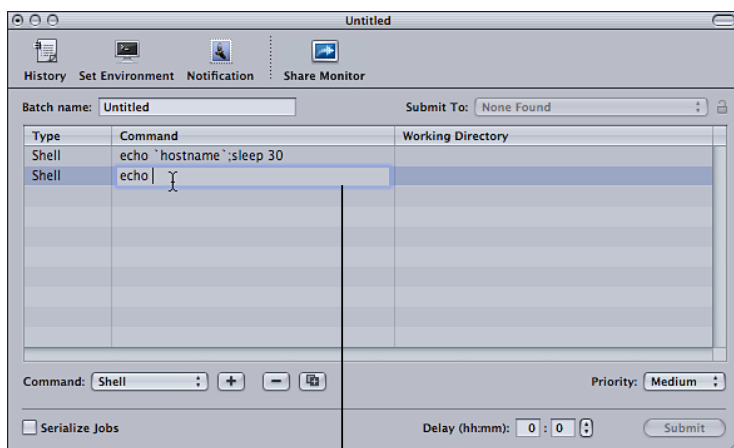 Untitled
History Set Environment Notification Share Monitor
Batch name: Untitled Submit To: None Found
Type Command Working Directory
Shell echo `hostname`;sleep 30
Shell echo
Command: Shell + - Priority: Medium
Serialize Jobs Delay (hh:mm): 0 : 0 Submit